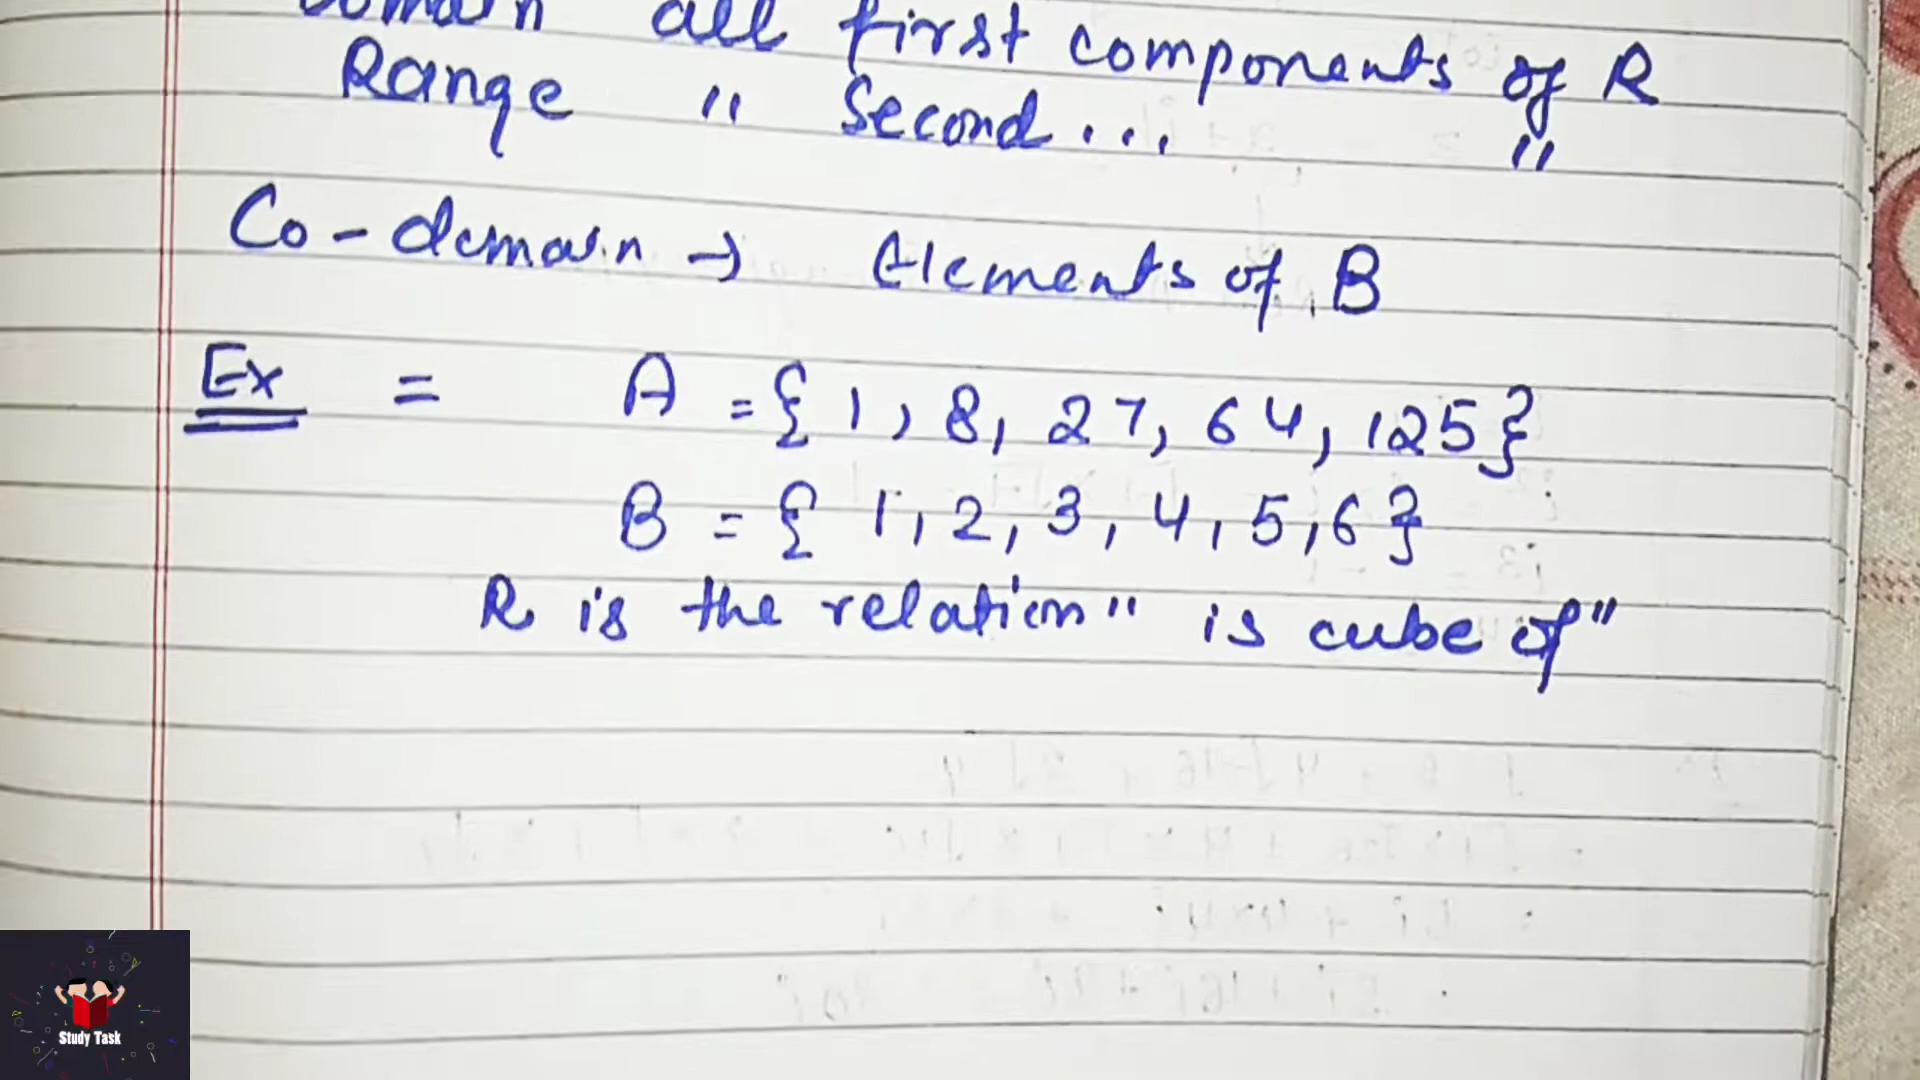 Domain all first components of R
Range " Second... "
Co-domain → Elements of B
Ex = A = { 1, 8, 27, 64, 125}
B = { 1, 2, 3, 4, 5, 6}
R is the relation " is cube of "
Study Task